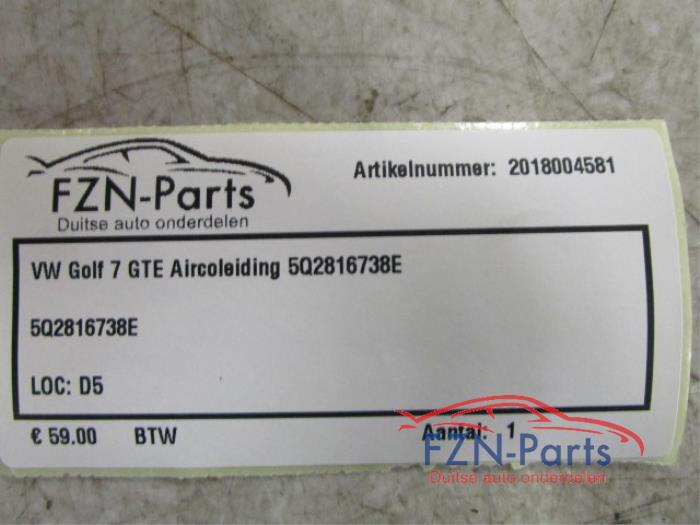 FZN-Parts
Duitse auto onderdelen
Artikelnummer: 2018004581
VW Golf 7 GTE Aircoleiding 5Q2816738E
5Q2816738E
LOC: D5
€ 59.00 BTW Aantal: 1
FZN-Parts
Duitse auto onderdelen